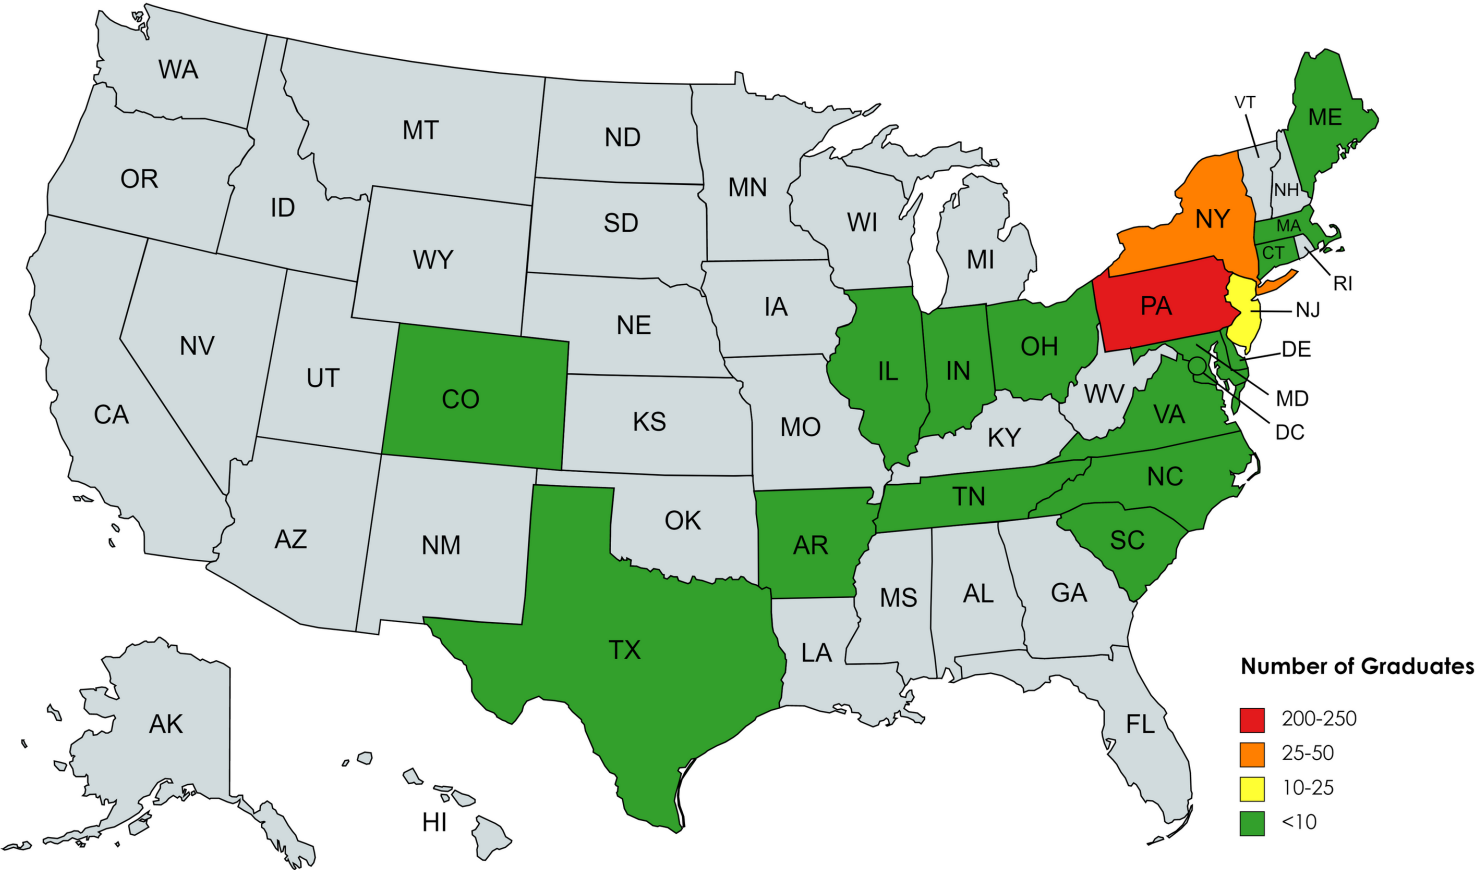 WA
MT
ND
MN
OR
ID
SD
WI
MI
WY
VT
ME
NH
NY
MA
CT
RI
NV
UT
CO
NE
IA
IL
IN
OH
PA
NJ
DE
MD
DC
CA
KS
MO
KY
WV
VA
AZ
NM
OK
AR
TN
NC
SC
TX
LA
MS
AL
GA
FL
AK
HI
Number of Graduates
200-250
25-50
10-25
<10